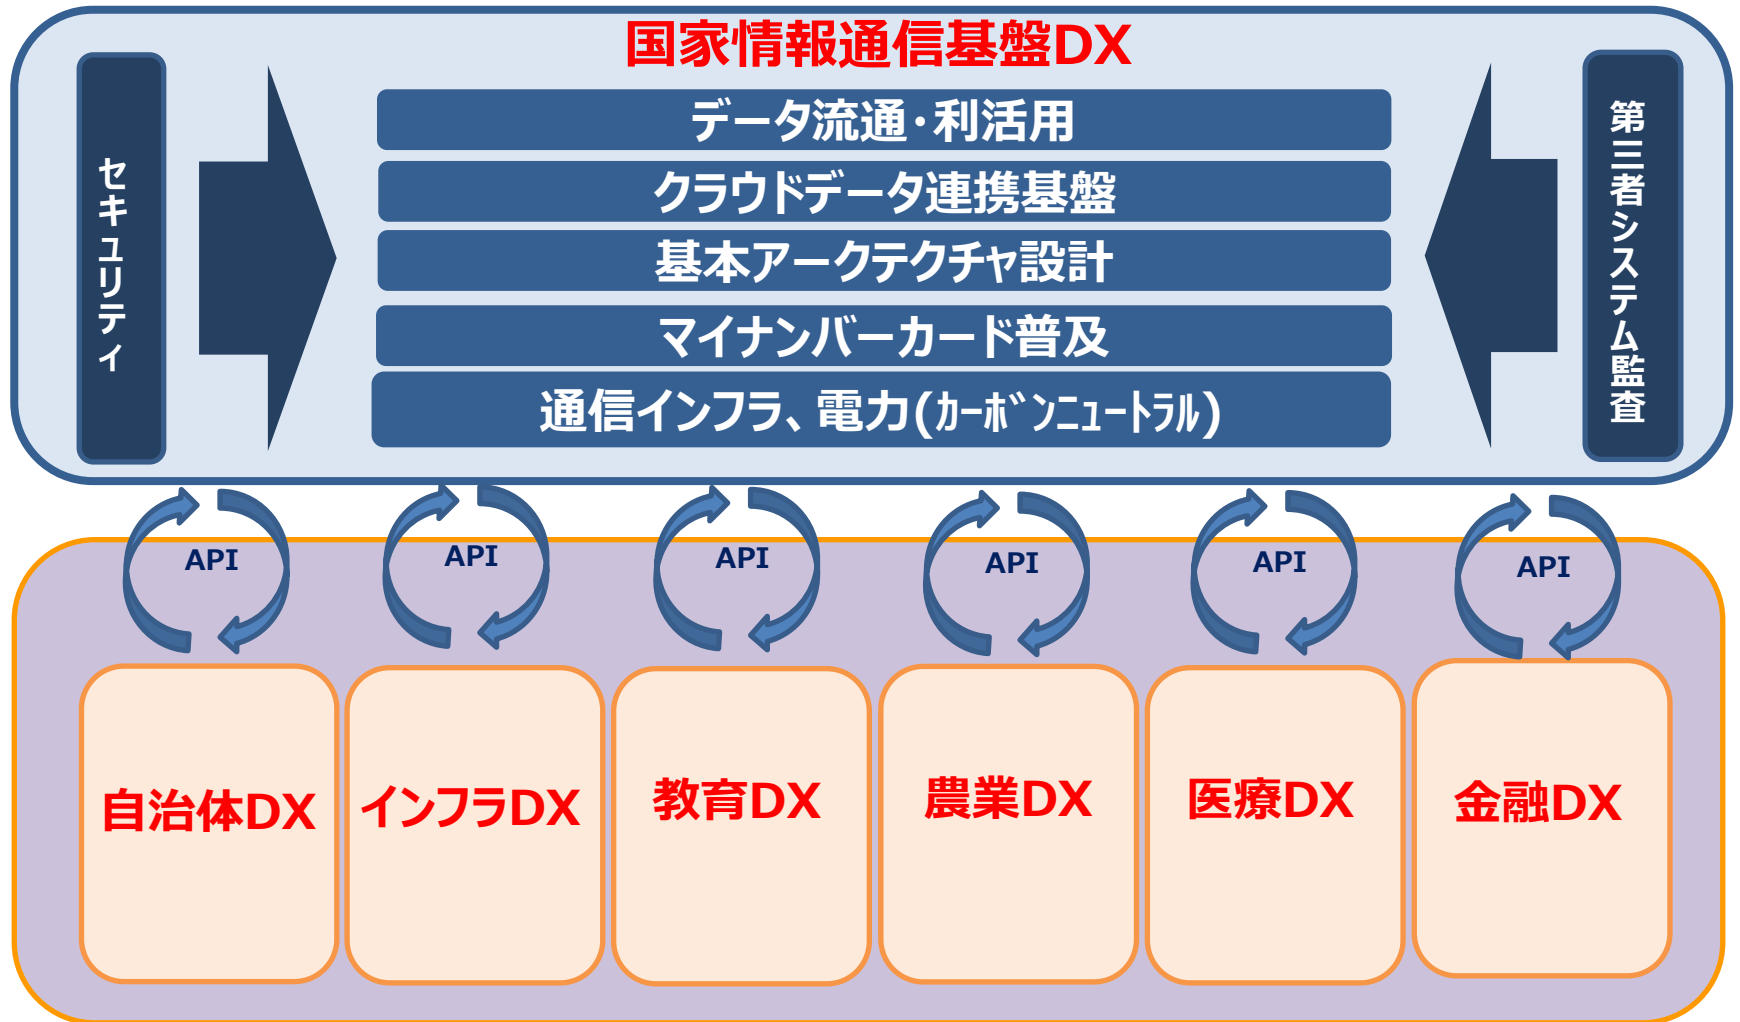 国家情報通信基盤DX
セキュリティ
データ流通・利活用
クラウドデータ連携基盤
基本アークテクチャ設計
マイナンバーカード普及
通信インフラ、電力(ｶｰﾎﾞﾝﾆｭｰﾄﾗﾙ)
第三者システム監査
API
API
API
API
API
API
自治体DX
インフラDX
教育DX
農業DX
医療DX
金融DX